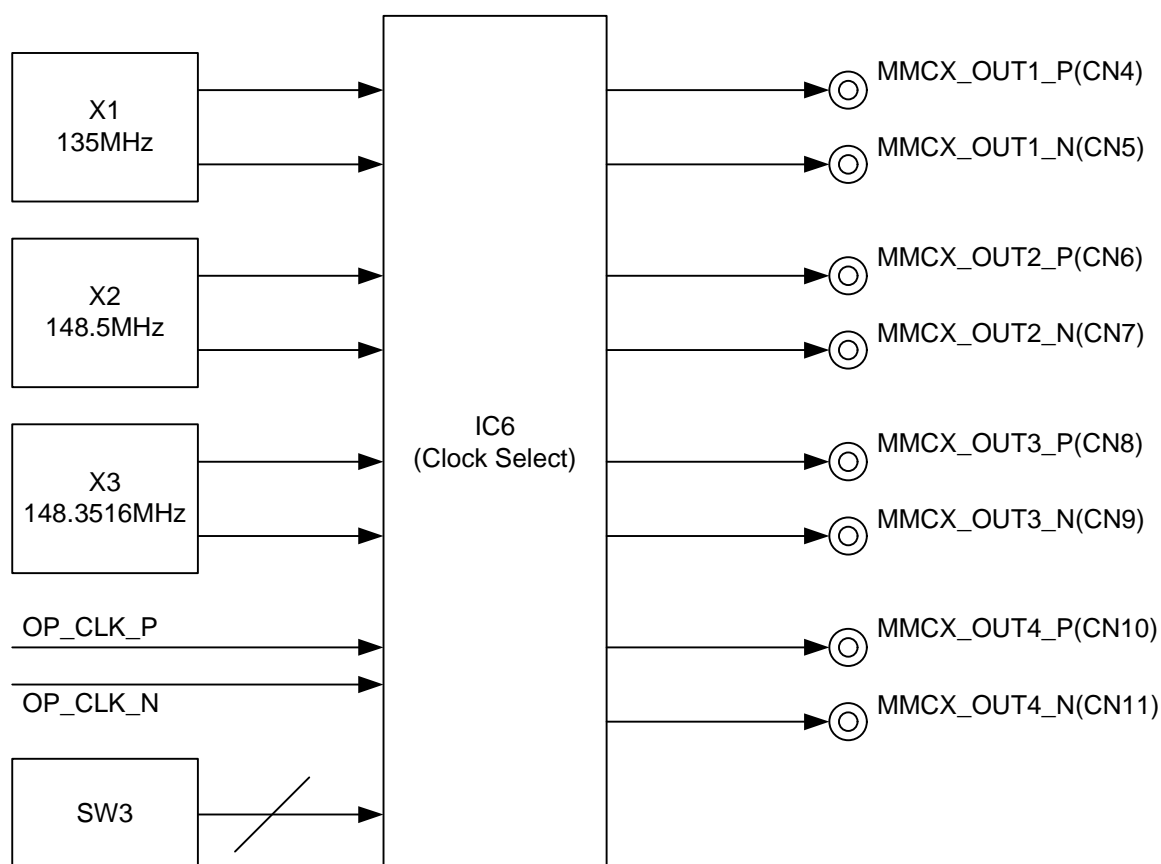 X1
135MHz
X2
148.5MHz
X3
148.3516MHz
OP_CLK_P
OP_CLK_N
SW3
IC6
(Clock Select)
MMCX_OUT1_P(CN4)
MMCX_OUT1_N(CN5)
MMCX_OUT2_P(CN6)
MMCX_OUT2_N(CN7)
MMCX_OUT3_P(CN8)
MMCX_OUT3_N(CN9)
MMCX_OUT4_P(CN10)
MMCX_OUT4_N(CN11)